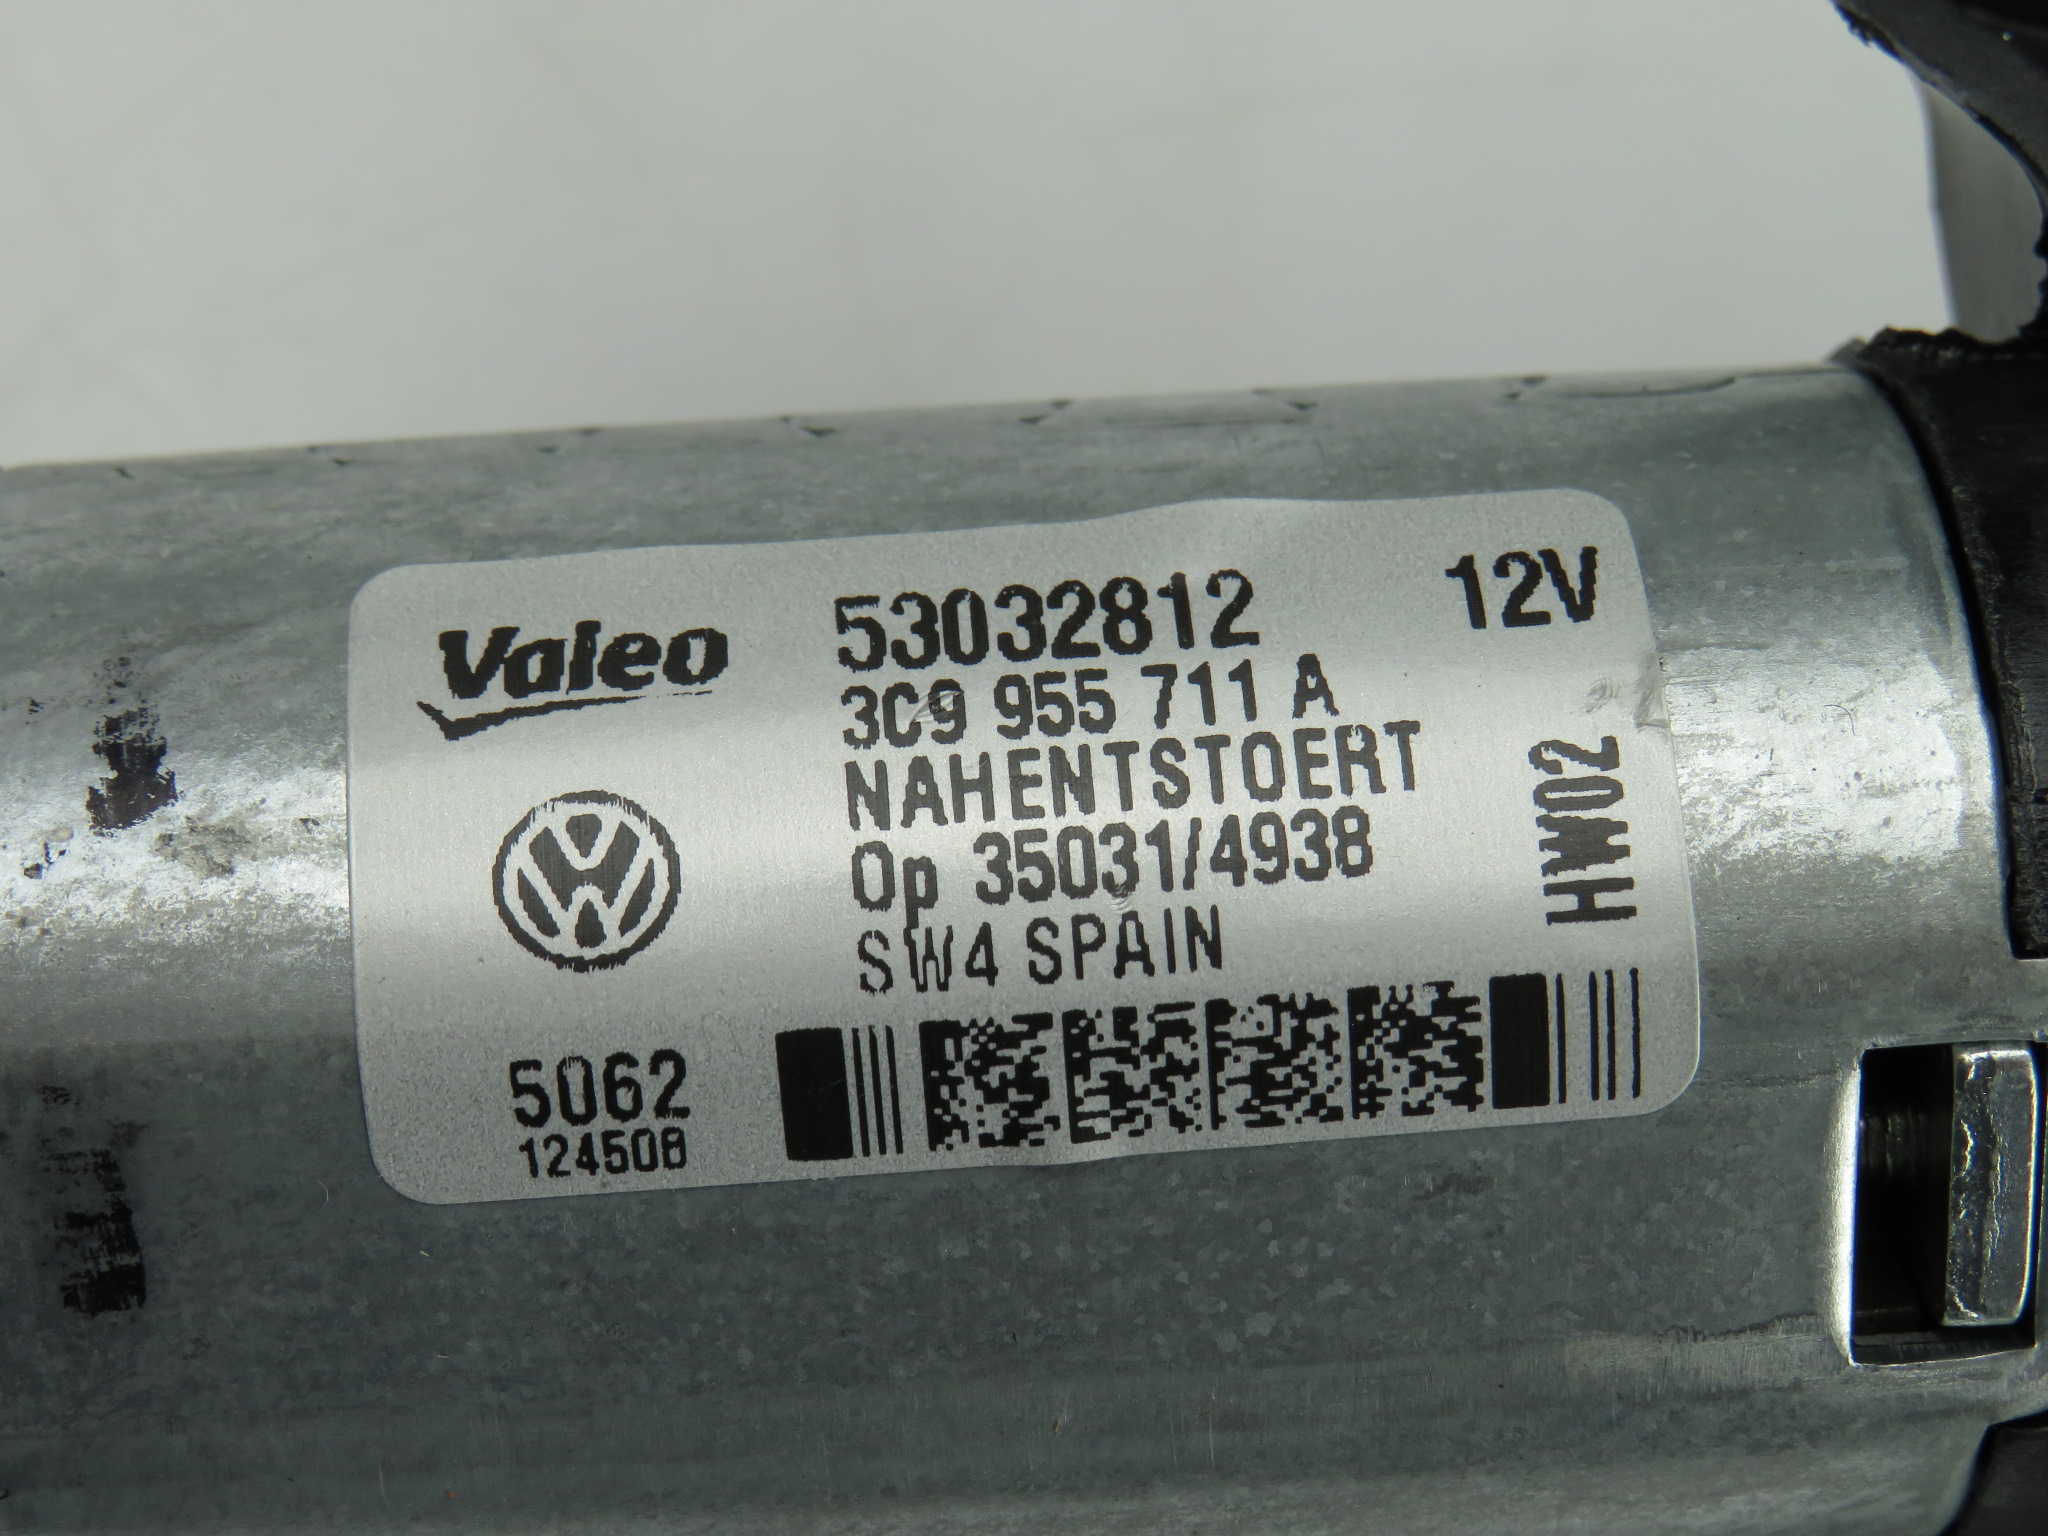 Valeo
53032812
12V
3C9 955 711 A
NAHENTSTOERT
Op 35031/4938
SW4 SPAIN
HW02
5062
124508